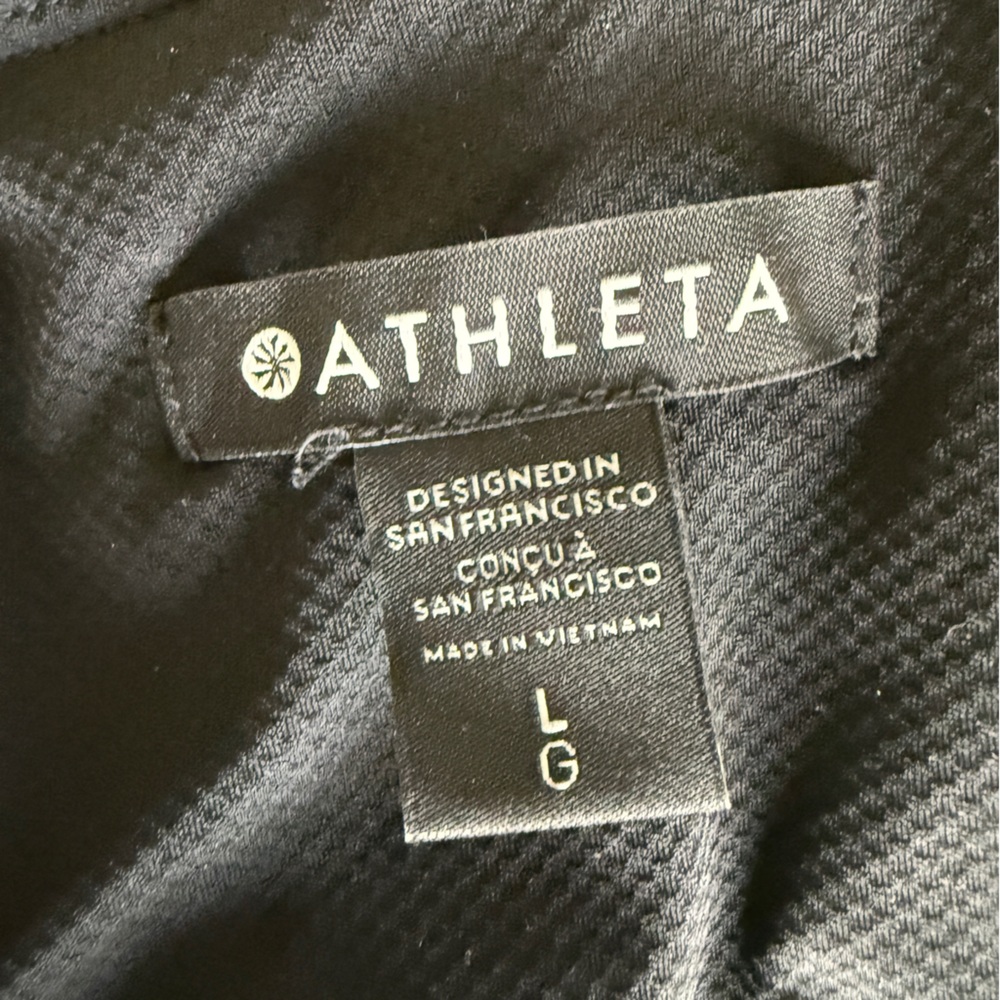 ATHLETA
DESIGNED IN
SAN FRANCISCO
CONÇU À
SAN FRANCISCO
MADE IN VIETNAM
L
G